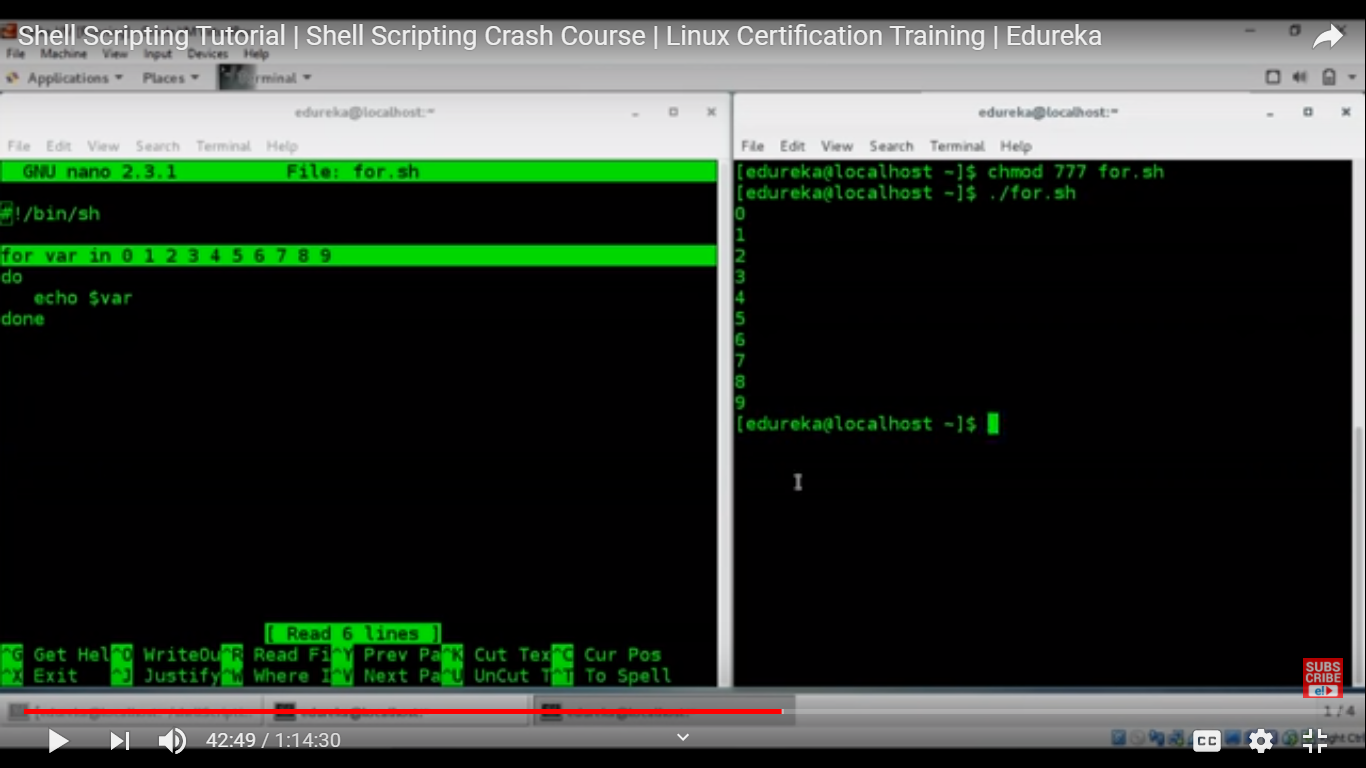 Shell Scripting Tutorial | Shell Scripting Crash Course | Linux Certification Training | Edureka
File Machine View Input Devices Help
Applications Places
edureka@localhost:~
File Edit View Search Terminal Help
GNU nano 2.3.1 File: for.sh
#!/bin/sh
for var in 0 1 2 3 4 5 6 7 8 9
do
echo $var
done
[ Read 6 lines ]
^G Get Hel^O WriteOu^R Read Fi^Y Prev Pa^K Cut Tex^C Cur Pos
^X Exit ^J Justify^W Where I^V Next Pa^U UnCut T^T To Spell
edureka@localhost:~
File Edit View Search Terminal Help
[edureka@localhost ~]$ chmod 777 for.sh
[edureka@localhost ~]$ ./for.sh
0
1
2
3
4
5
6
7
8
9
[edureka@localhost ~]$
SUBS
CRIBE
e!
1 / 4
42:49 / 1:14:30
CC